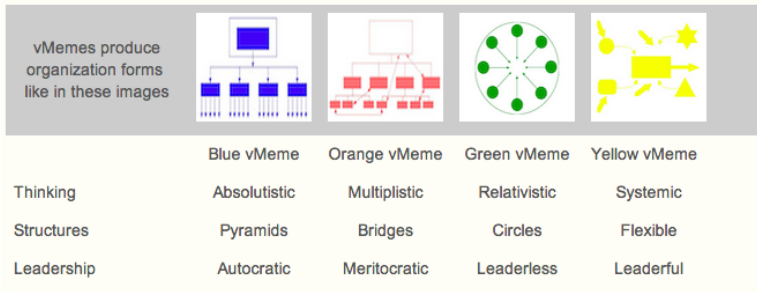 vMemes produce
organization forms
like in these images
Blue vMeme Orange vMeme Green vMeme Yellow vMeme
Thinking Absolutistic Multiplistic Relativistic Systemic
Structures Pyramids Bridges Circles Flexible
Leadership Autocratic Meritocratic Leaderless Leaderful